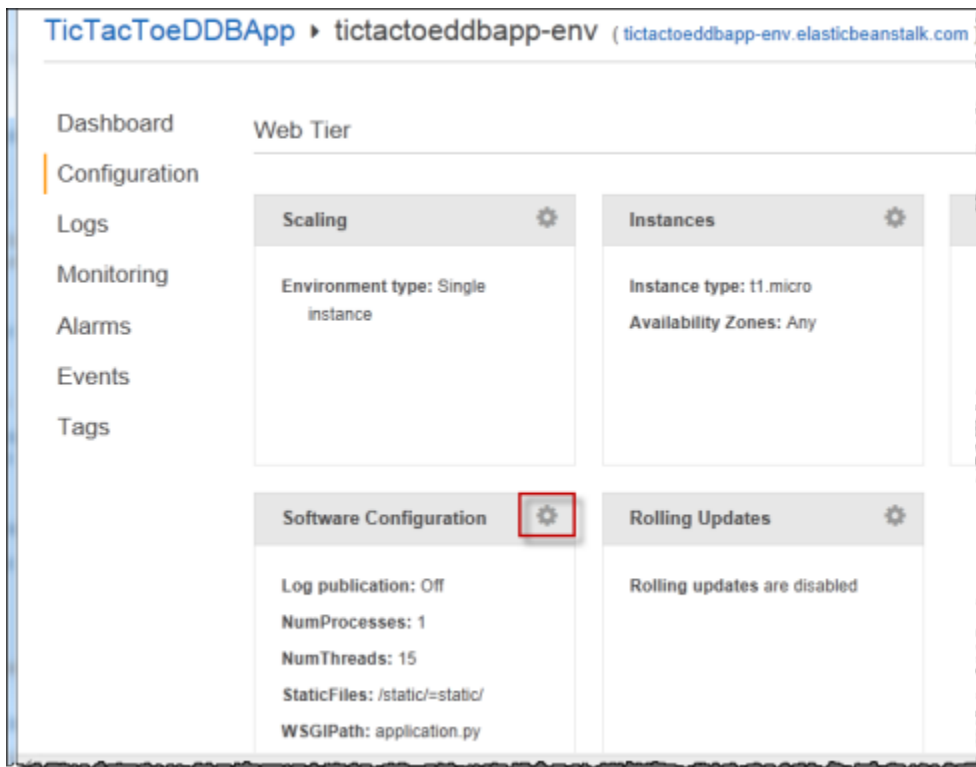 TicTacToeDDBApp ▸ tictactoeddbapp-env ( tictactoeddbapp-env.elasticbeanstalk.com )
Dashboard
Configuration
Logs
Monitoring
Alarms
Events
Tags
Web Tier
Scaling
Environment type: Single
instance
Instances
Instance type: t1.micro
Availability Zones: Any
Software Configuration
Log publication: Off
NumProcesses: 1
NumThreads: 15
StaticFiles: /static/=static/
WSGIPath: application.py
Rolling Updates
Rolling updates are disabled